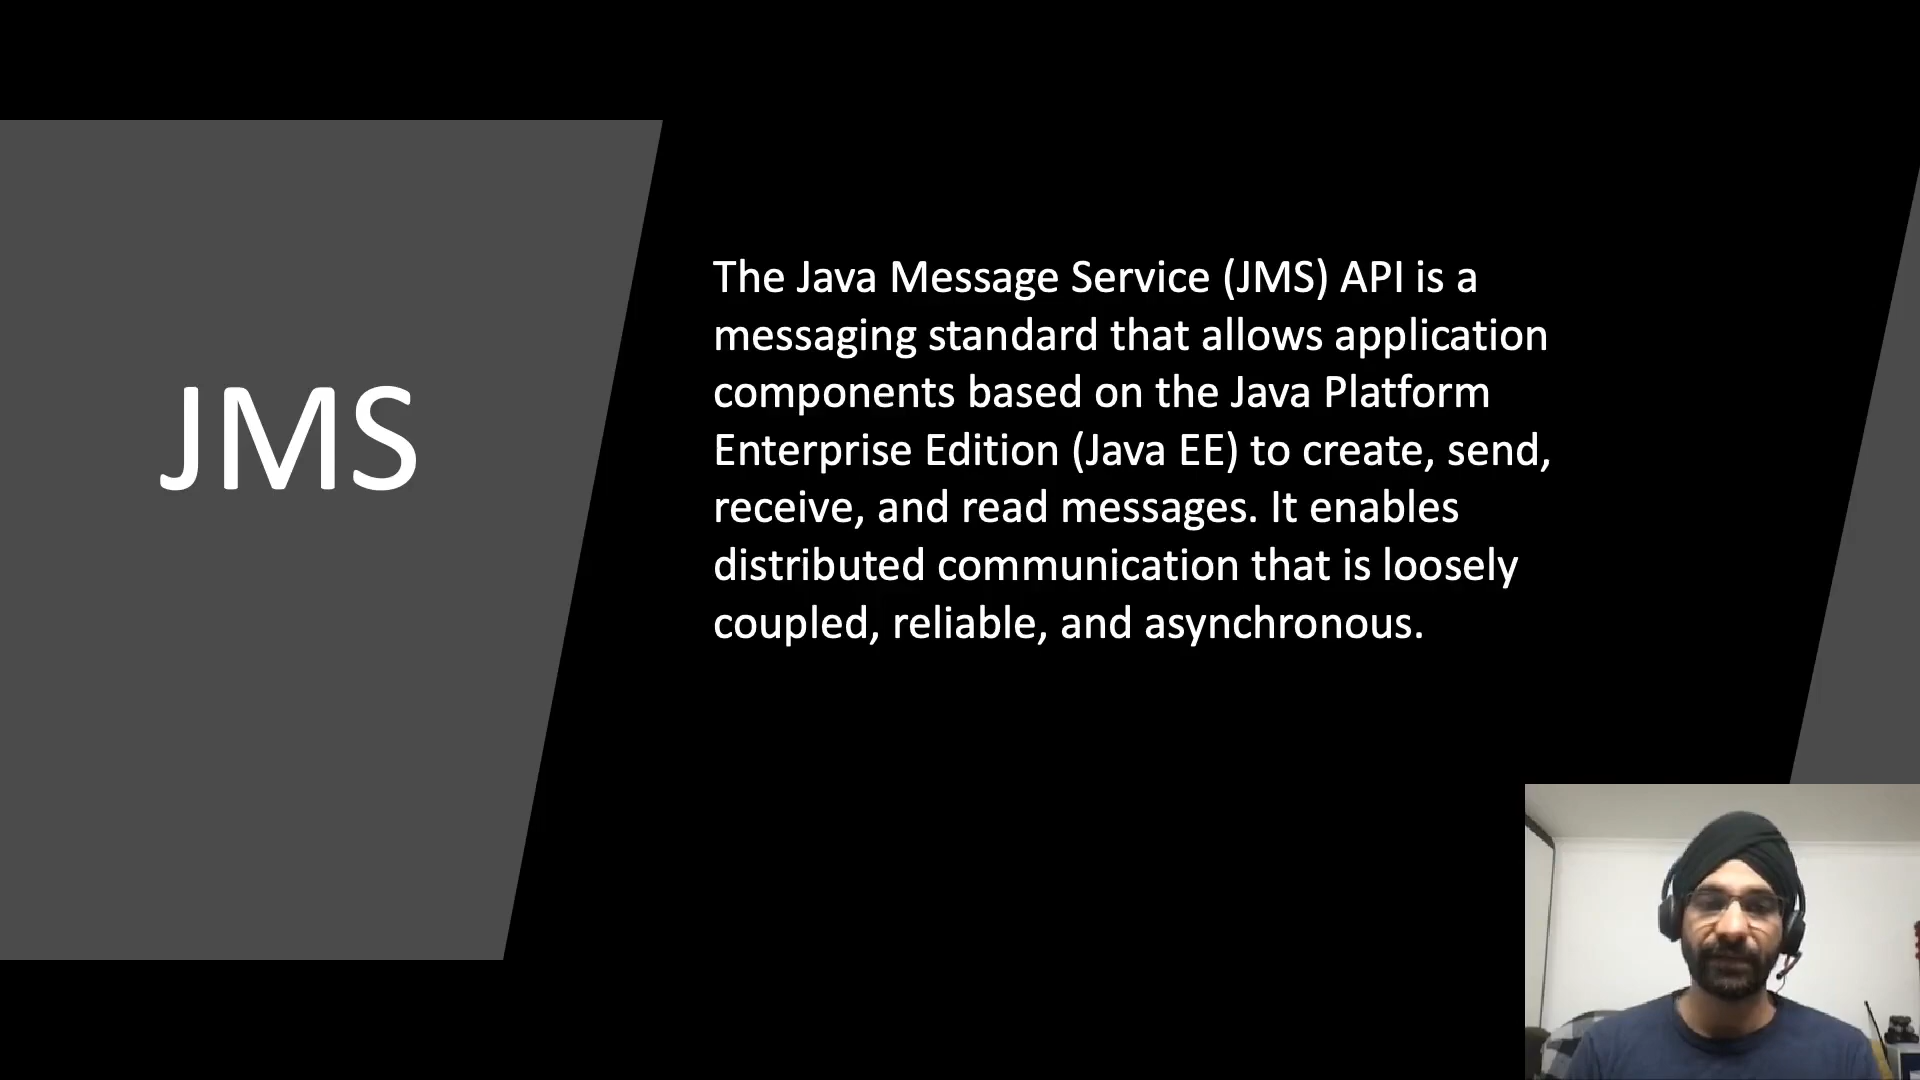 JMS
The Java Message Service (JMS) API is a
messaging standard that allows application
components based on the Java Platform
Enterprise Edition (Java EE) to create, send,
receive, and read messages. It enables
distributed communication that is loosely
coupled, reliable, and asynchronous.